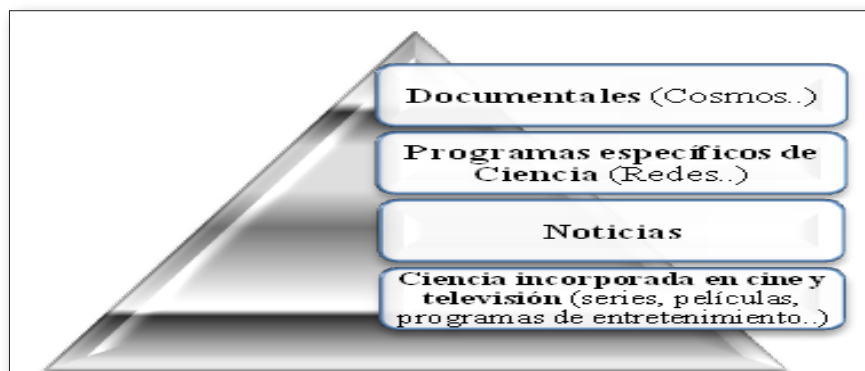 Documentales (Cosmos..)
Programas específicos de
Ciencia (Redes..)
Noticias
Ciencia incorporada en cine y
televisión (series, películas,
programas de entretenimiento..)